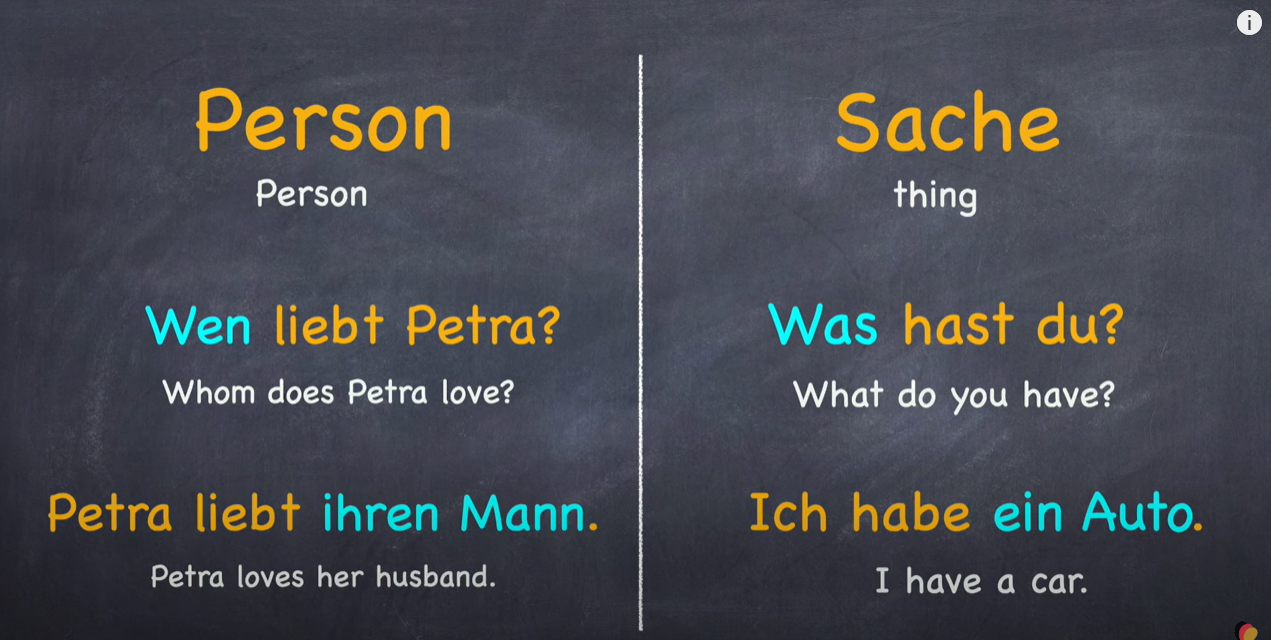 Person
Person
Wen liebt Petra?
Whom does Petra love?
Petra liebt ihren Mann.
Petra loves her husband.
Sache
thing
Was hast du?
What do you have?
Ich habe ein Auto.
I have a car.
i